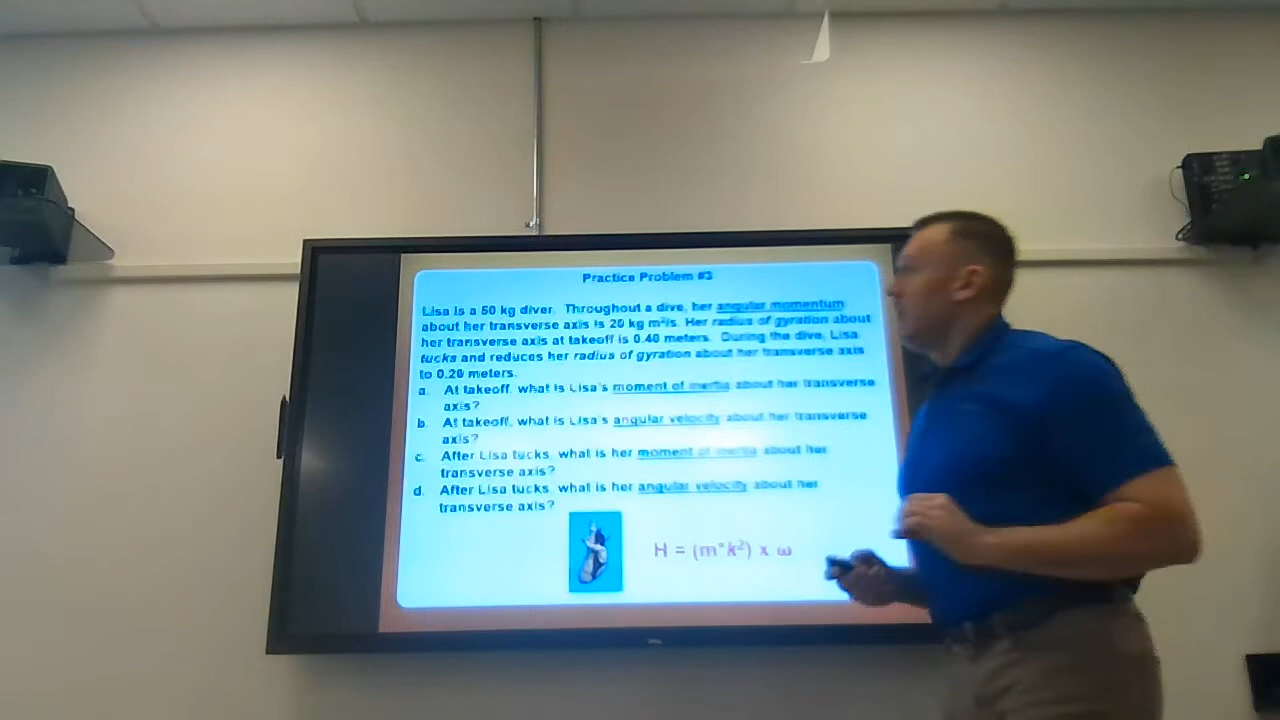 Practice Problem #3
Lisa is a 50 kg diver. Throughout a dive, her angular momentum
about her transverse axis is 20 kg m²/s. Her radius of gyration about
her transverse axis at takeoff is 0.40 meters. During the dive, Lisa
tucks and reduces her radius of gyration about her transverse axis
to 0.20 meters.
a. At takeoff, what is Lisa's moment of inertia about her transverse
axis?
b. At takeoff, what is Lisa's angular velocity about her transverse
axis?
c. After Lisa tucks, what is her moment of inertia about her
transverse axis?
d. After Lisa tucks, what is her angular velocity about her
transverse axis?
H = (m*k²) x ω